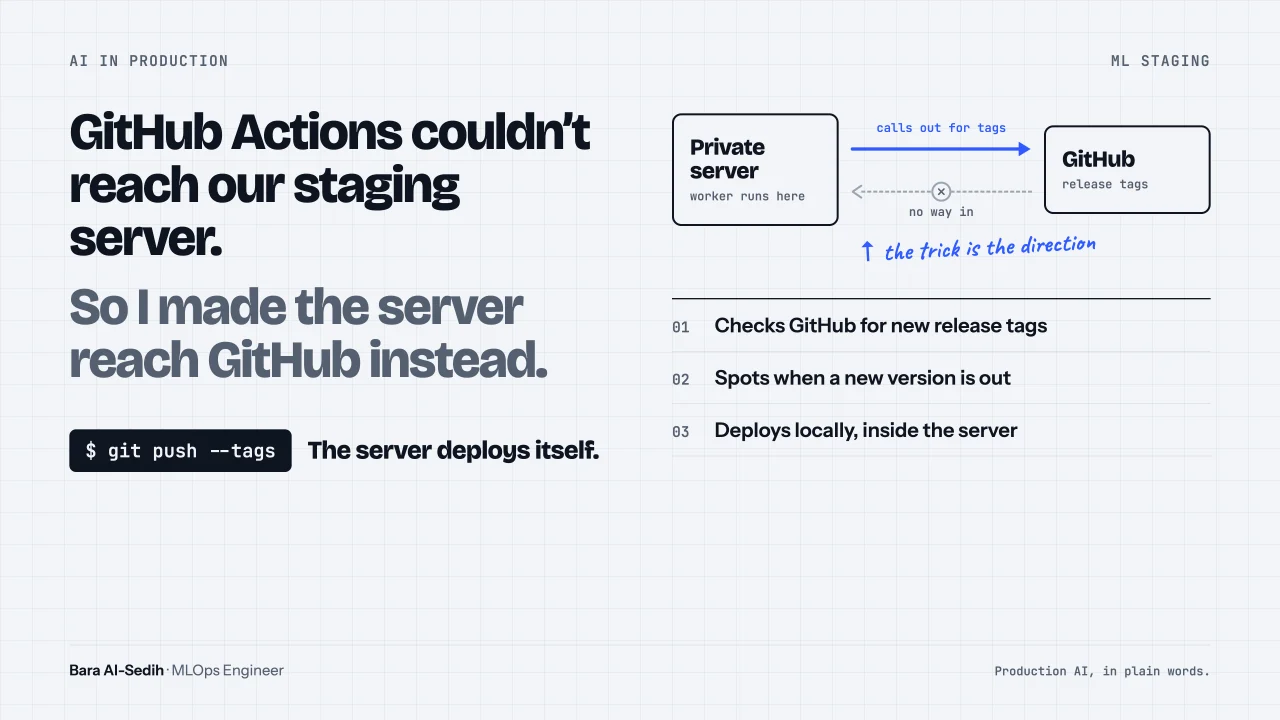 AI IN PRODUCTION
ML STAGING
GitHub Actions couldn’t
reach our staging
server.
So I made the server
reach GitHub instead.
$ git push --tags
The server deploys itself.
Private
server
worker runs here
calls out for tags
no way in
GitHub
release tags
↑ the trick is the direction
01 Checks GitHub for new release tags
02 Spots when a new version is out
03 Deploys locally, inside the server
Bara Al-Sedih · MLOps Engineer
Production AI, in plain words.